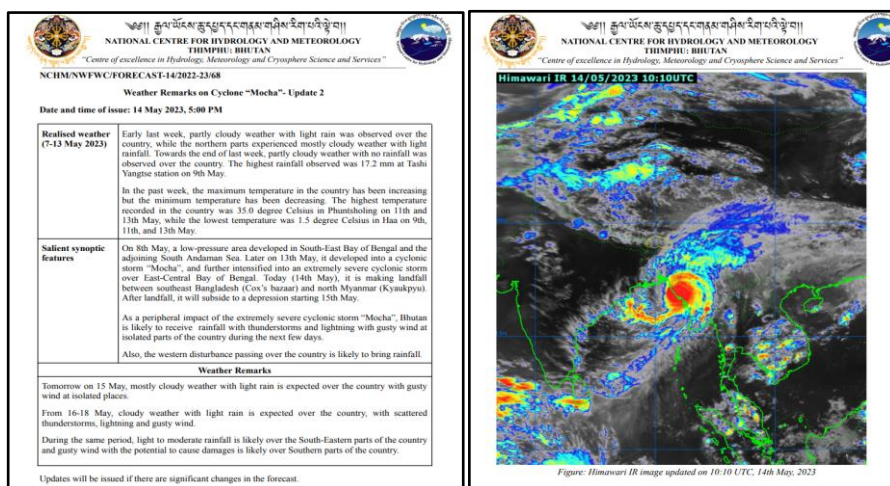 ༄༅།། རྒྱལ་ཡོངས་ཆུ་དཔྱད་དང་གནམ་གཤིས་རིག་པའི་ལྟེ་བ།།
NATIONAL CENTRE FOR HYDROLOGY AND METEOROLOGY
THIMPHU: BHUTAN
“Centre of excellence in Hydrology, Meteorology and Cryosphere Science and Services”
NCHM/NWFWC/FORECAST-14/2022-23/68
Weather Remarks on Cyclone “Mocha”- Update 2
Date and time of issue: 14 May 2023, 5:00 PM
Realised weather
(7-13 May 2023)
Early last week, partly cloudy weather with light rain was observed over the
country, while the northern parts experienced mostly cloudy weather with light
rainfall. Towards the end of last week, partly cloudy weather with no rainfall was
observed over the country. The highest rainfall observed was 17.2 mm at Tashi
Yangtse station on 9th May.
In the past week, the maximum temperature in the country has been increasing
but the minimum temperature has been decreasing. The highest temperature
recorded in the country was 35.0 degree Celsius in Phuntsholing on 11th and
13th May, while the lowest temperature was 1.5 degree Celsius in Haa on 9th,
11th, and 13th May.
Salient synoptic
features
On 8th May, a low-pressure area developed in South-East Bay of Bengal and the
adjoining South Andaman Sea. Later on 13th May, it developed into a cyclonic
storm “Mocha”, and further intensified into an extremely severe cyclonic storm
over East-Central Bay of Bengal. Today (14th May), it is making landfall
between southeast Bangladesh (Cox’s bazaar) and north Myanmar (Kyaukpyu).
After landfall, it will subside to a depression starting 15th May.
As a peripheral impact of the extremely severe cyclonic storm “Mocha”, Bhutan
is likely to receive rainfall with thunderstorms and lightning with gusty wind at
isolated parts of the country during the next few days.
Also, the western disturbance passing over the country is likely to bring rainfall.
Weather Remarks
Tomorrow on 15 May, mostly cloudy weather with light rain is expected over the country with gusty
wind at isolated places.
From 16-18 May, cloudy weather with light rain is expected over the country, with scattered
thunderstorms, lightning and gusty wind.
During the same period, light to moderate rainfall is likely over the South-Eastern parts of the country
and gusty wind with the potential to cause damages is likely over Southern parts of the country.
Updates will be issued if there are significant changes in the forecast.
༄༅།། རྒྱལ་ཡོངས་ཆུ་དཔྱད་དང་གནམ་གཤིས་རིག་པའི་ལྟེ་བ།།
NATIONAL CENTRE FOR HYDROLOGY AND METEOROLOGY
THIMPHU: BHUTAN
“Centre of excellence in Hydrology, Meteorology and Cryosphere Science and Services”
Himawari IR 14/05/2023 10:10UTC
Figure: Himawari IR image updated on 10:10 UTC, 14th May, 2023